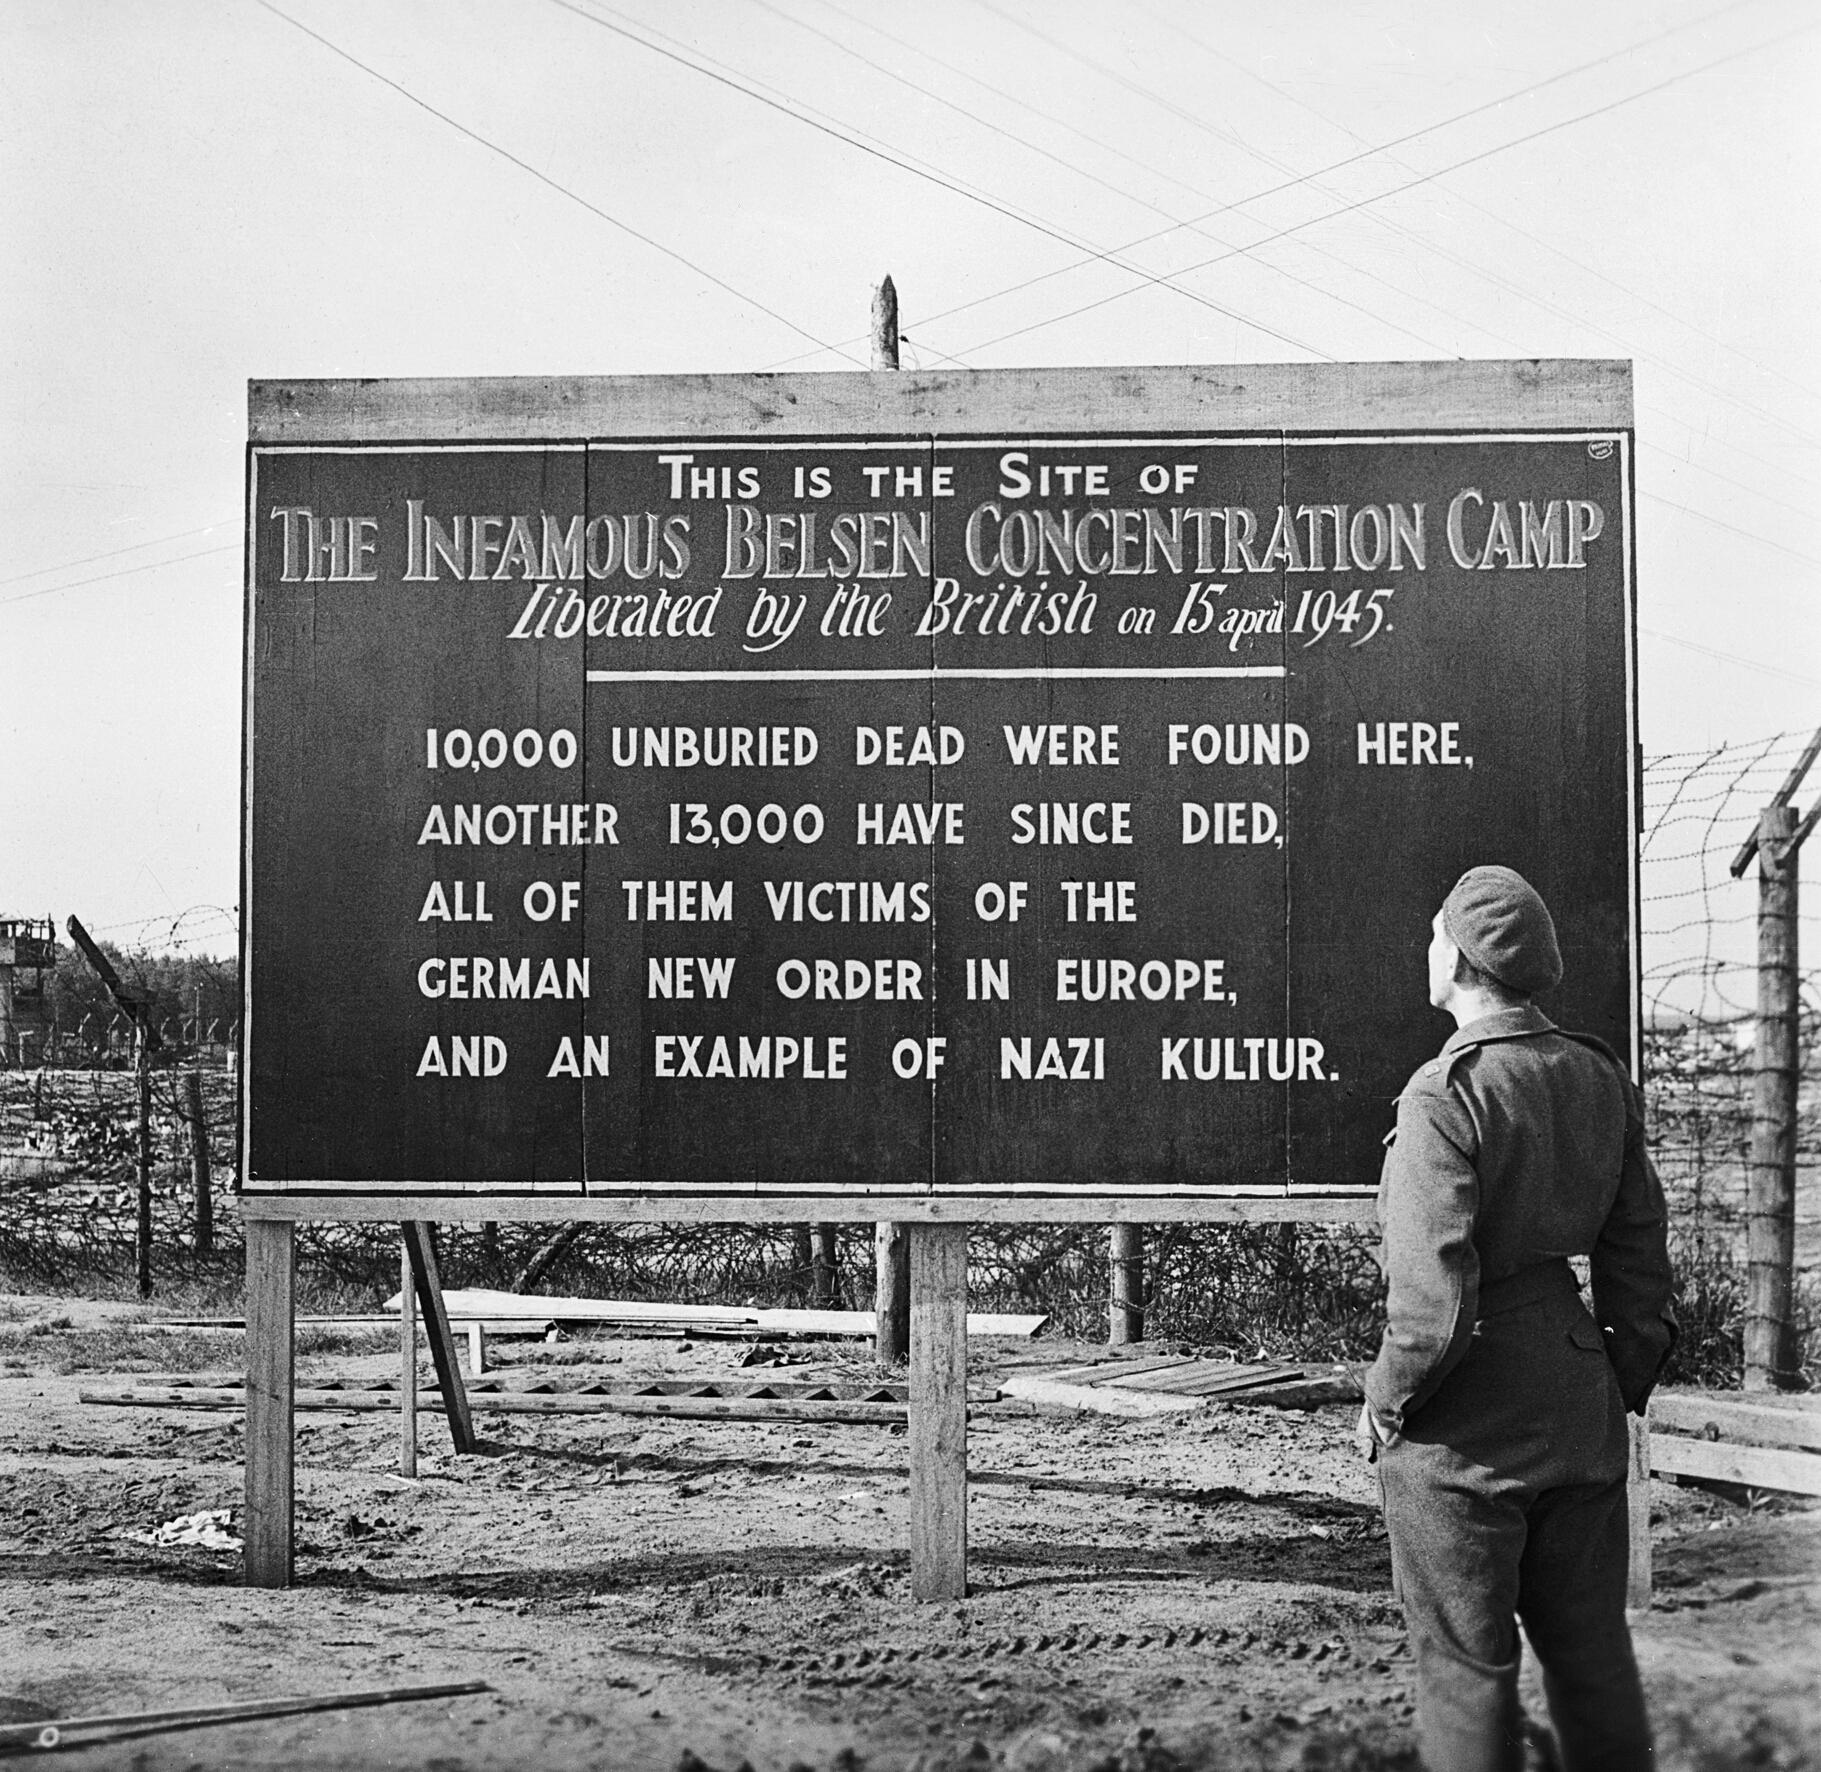 THIS IS THE SITE OF
THE INFAMOUS BELSEN CONCENTRATION CAMP
Liberated by the British on 15 april 1945.
10,000 UNBURIED DEAD WERE FOUND HERE,
ANOTHER 13,000 HAVE SINCE DIED,
ALL OF THEM VICTIMS OF THE
GERMAN NEW ORDER IN EUROPE,
AND AN EXAMPLE OF NAZI KULTUR.